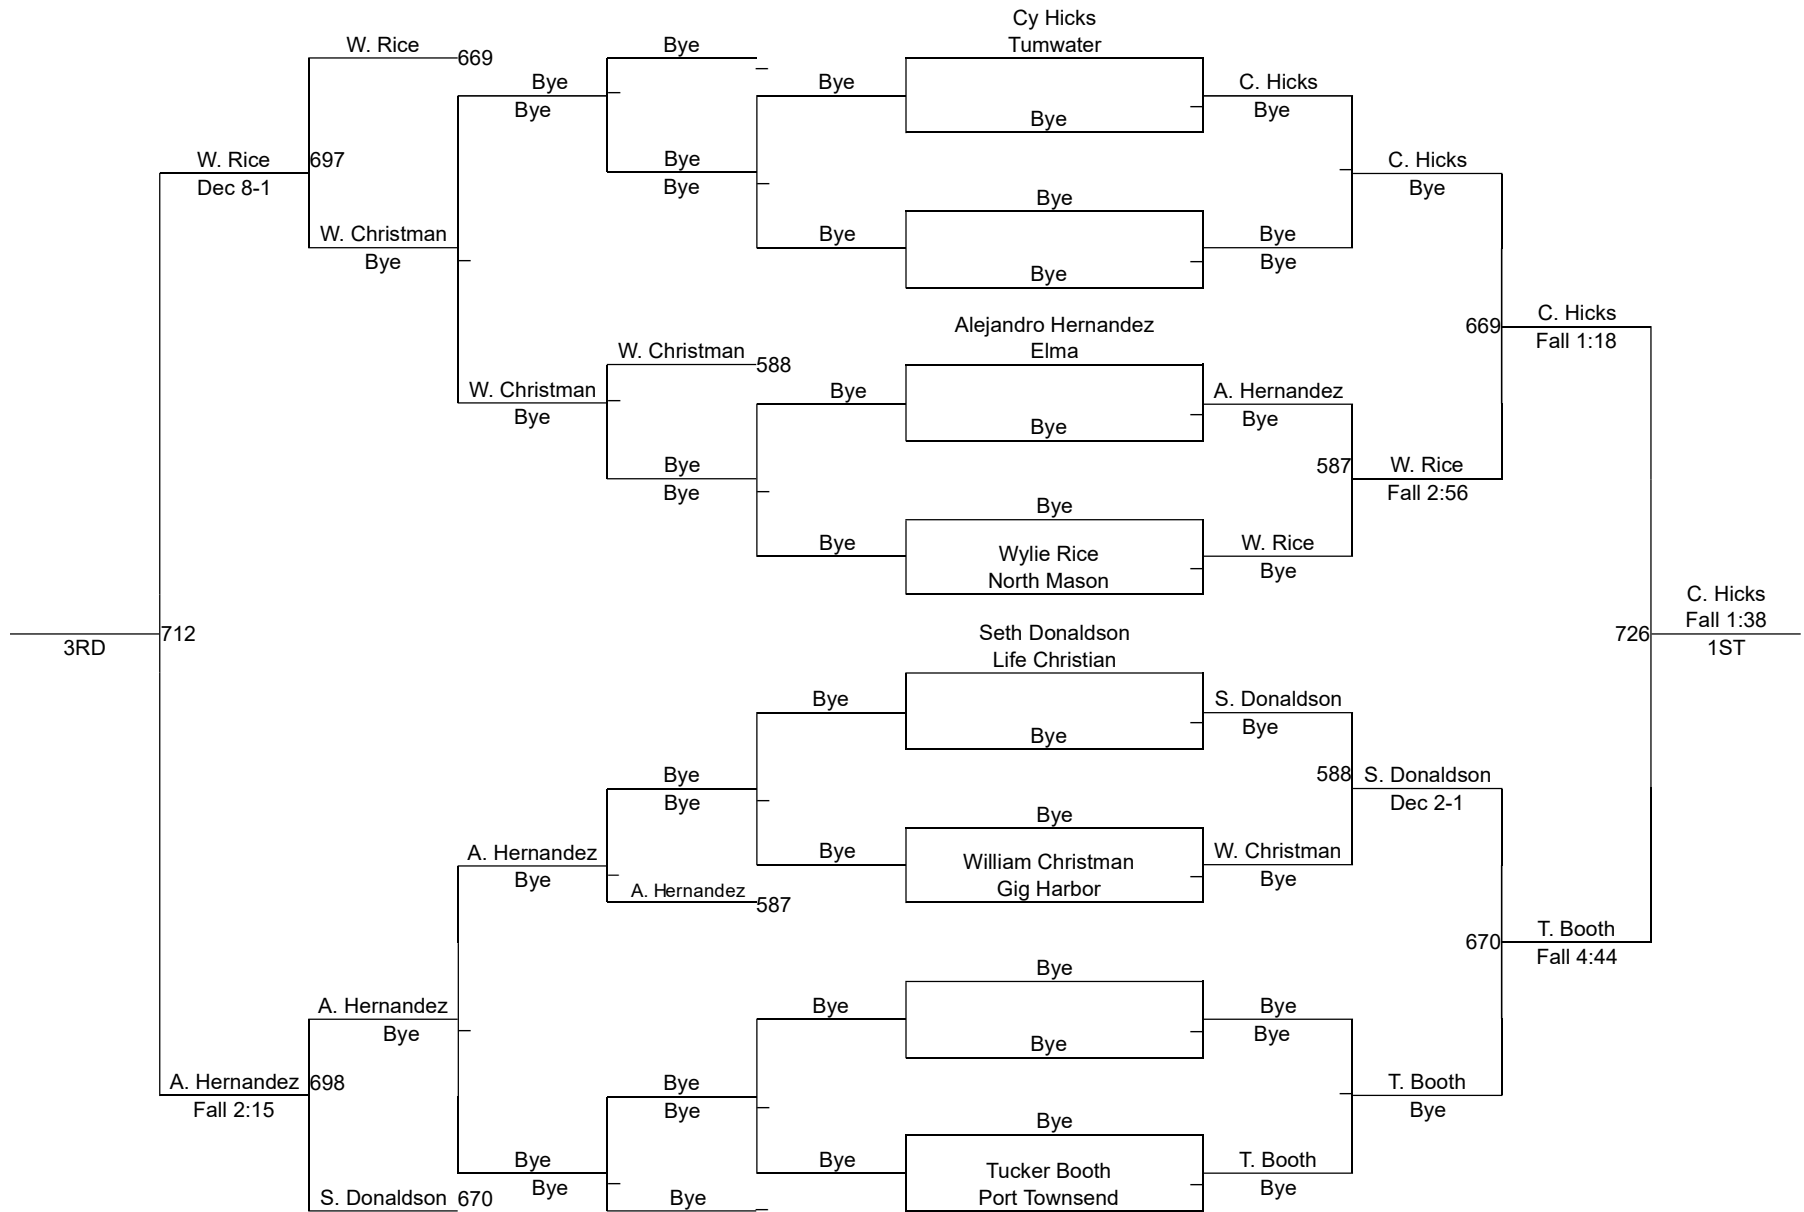 Cy Hicks
W. Rice
Bye
Tumwater
669
Bye
Bye
C. Hicks
Bye
Bye
Bye
Bye
W. Rice
697
Bye
C. Hicks
Dec 8-1
Bye
Bye
Bye
W. Christman
Bye
Bye
Bye
Bye
Bye
Bye
C. Hicks
Alejandro Hernandez
669
Fall 1:18
W. Christman
Elma
588
W. Christman
Bye
A. Hernandez
Bye
Bye
Bye
Bye
587
W. Rice
Bye
Fall 2:56
Bye
Bye
Wylie Rice
W. Rice
North Mason
Bye
C. Hicks
Fall 1:38
712
Seth Donaldson
726
3RD
Life Christian
1ST
Bye
S. Donaldson
Bye
Bye
Bye
588
S. Donaldson
Bye
Dec 2-1
Bye
A. Hernandez
Bye
William Christman
W. Christman
Bye
A. Hernandez
587
Gig Harbor
Bye
670
T. Booth
Fall 4:44
Bye
A. Hernandez
Bye
Bye
Bye
Bye
Bye
A. Hernandez
698
Bye
T. Booth
Fall 2:15
Bye
Bye
Bye
Bye
Bye
Tucker Booth
T. Booth
Bye
S. Donaldson
670
Bye
Port Townsend
Bye